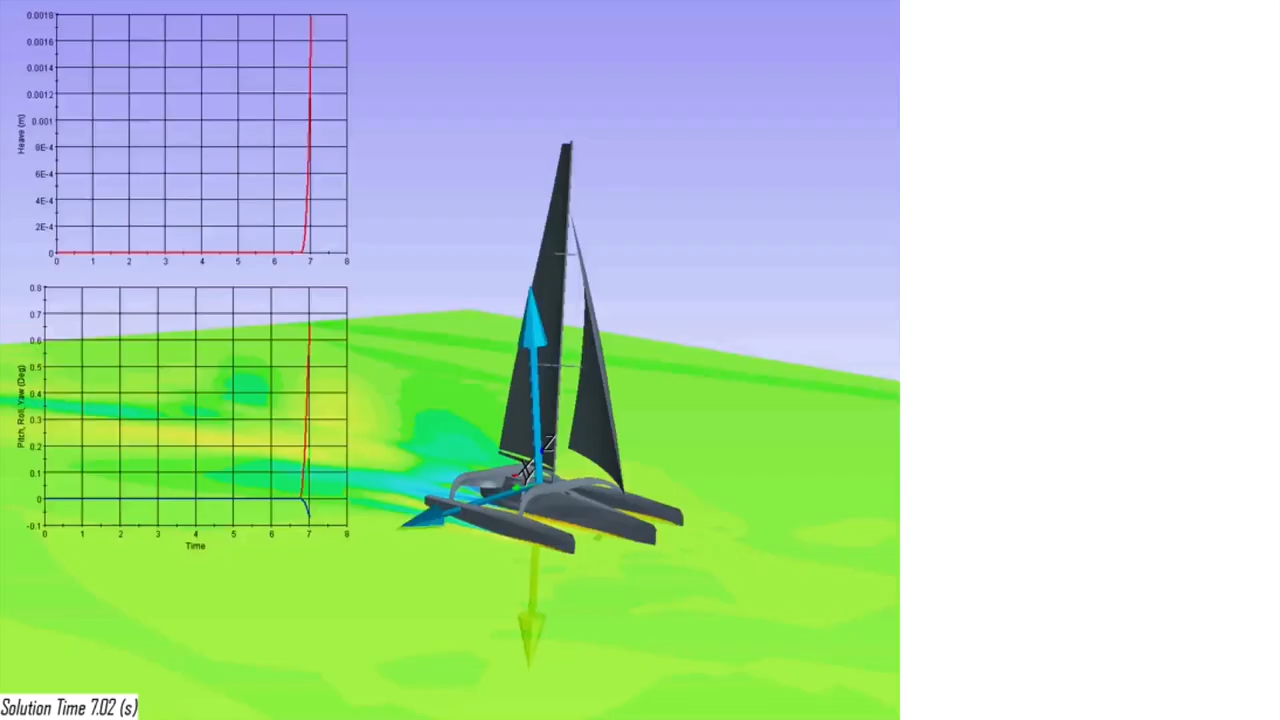 0.0018
0.0016
0.0014
0.0012
0.001
8E-4
6E-4
4E-4
2E-4
0
Heave (m)
0 1 2 3 4 5 6 7 8
0.8
0.7
0.6
0.5
0.4
0.3
0.2
0.1
0
-0.1
Pitch, Roll, Yaw (Deg)
0 1 2 3 4 5 6 7 8
Time
Z
X
Solution Time 7.02 (s)